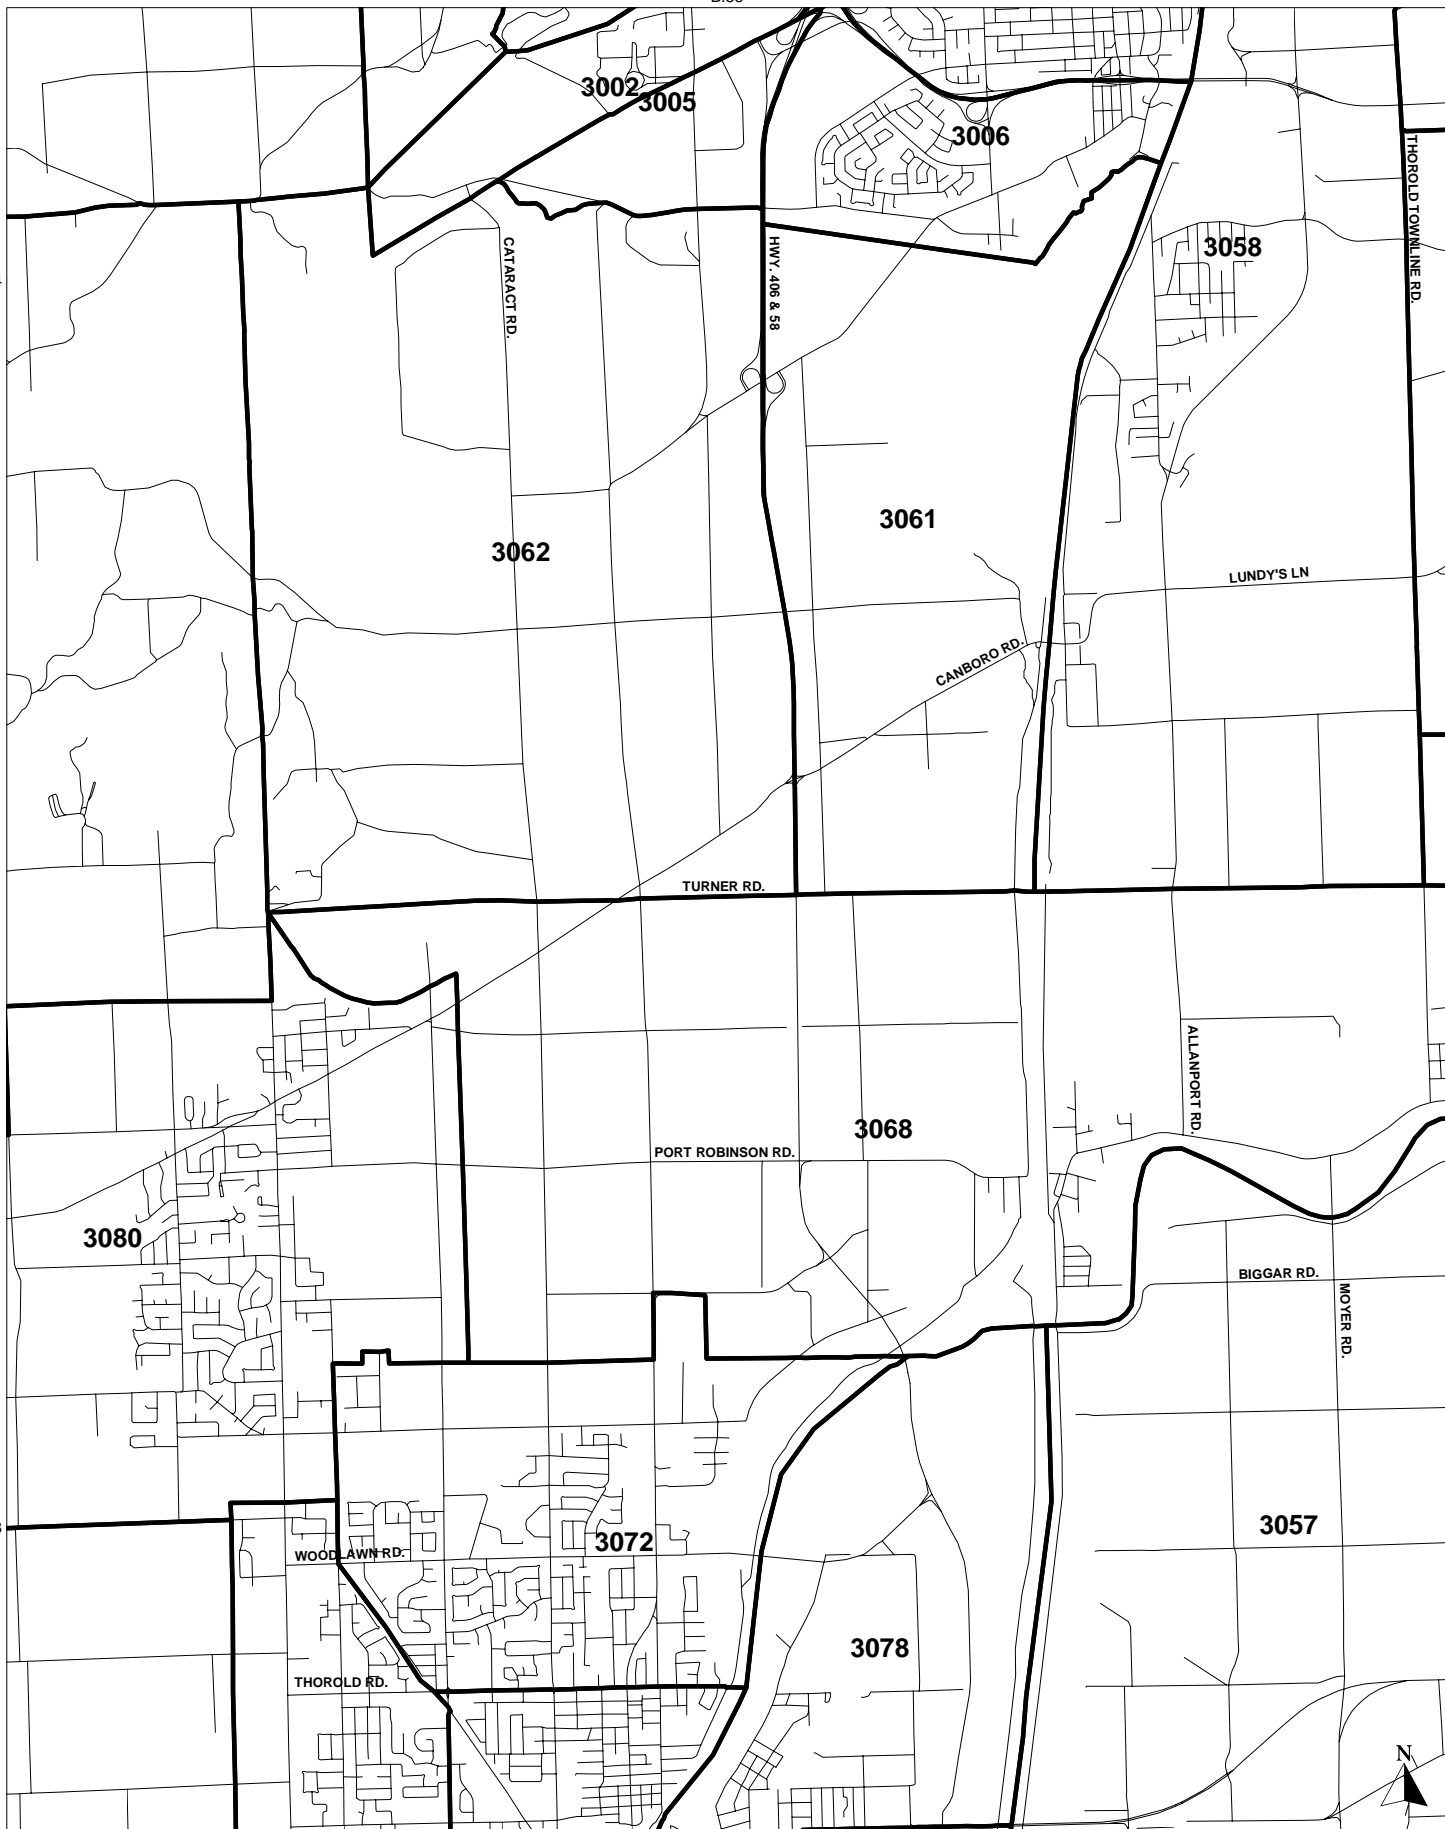 3002
3005
3006
THOROLD TOWNLINE RD.
3058
CATARACT RD.
HWY. 406 & 58
3061
3062
LUNDY'S LN
CANBORO RD.
TURNER RD.
ALLANPORT RD.
3068
PORT ROBINSON RD.
3080
BIGGAR RD.
MOYER RD.
3057
3072
WOODLAWN RD.
3078
THOROLD RD.
N